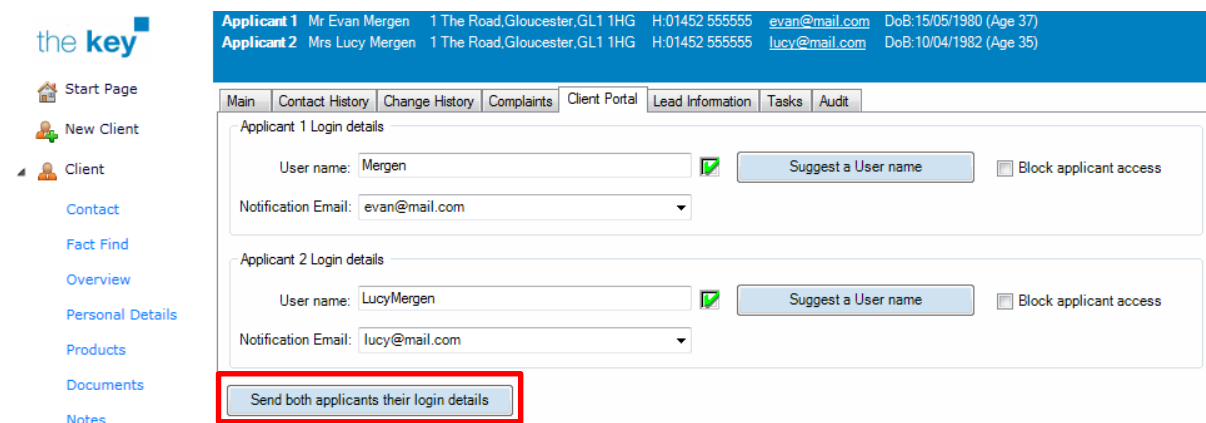 the key
Start Page
New Client
Client
Contact
Fact Find
Overview
Personal Details
Products
Documents
Notes
Applicant 1 Mr Evan Mergen 1 The Road,Gloucester,GL1 1HG H:01452 555555 evan@mail.com DoB:15/05/1980 (Age 37)
Applicant 2 Mrs Lucy Mergen 1 The Road,Gloucester,GL1 1HG H:01452 555555 lucy@mail.com DoB:10/04/1982 (Age 35)
Main Contact History Change History Complaints Client Portal Lead Information Tasks Audit
Applicant 1 Login details
User name: Mergen Suggest a User name Block applicant access
Notification Email: evan@mail.com
Applicant 2 Login details
User name: LucyMergen Suggest a User name Block applicant access
Notification Email: lucy@mail.com
Send both applicants their login details